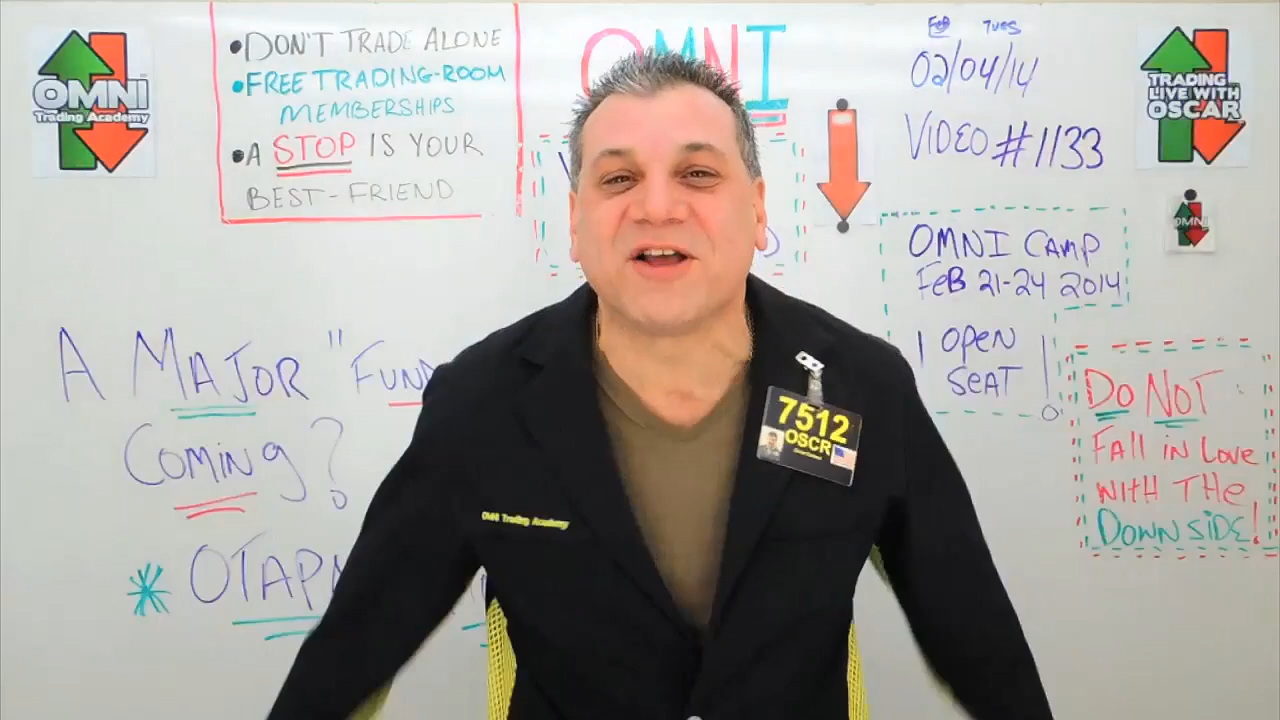 OMNI
Trading Academy
•DON'T TRADE ALONE
•FREE TRADING-ROOM
MEMBERSHIPS
•A STOP IS YOUR
BEST-FRIEND
OMNI
Feb Tues
02/04/14
VIDEO #1133
TRADING
LIVE WITH
OSCAR
OMNI
OMNI CAMP
FeB 21-24 2014
1 OPEN
SEAT !
DO NOT
FALL IN LOVE
WITH THE
DOWNSIDE!
A MAJOR "FUND
COMING?
* OTAPA
7512
OSCR
OMNI Trading Academy